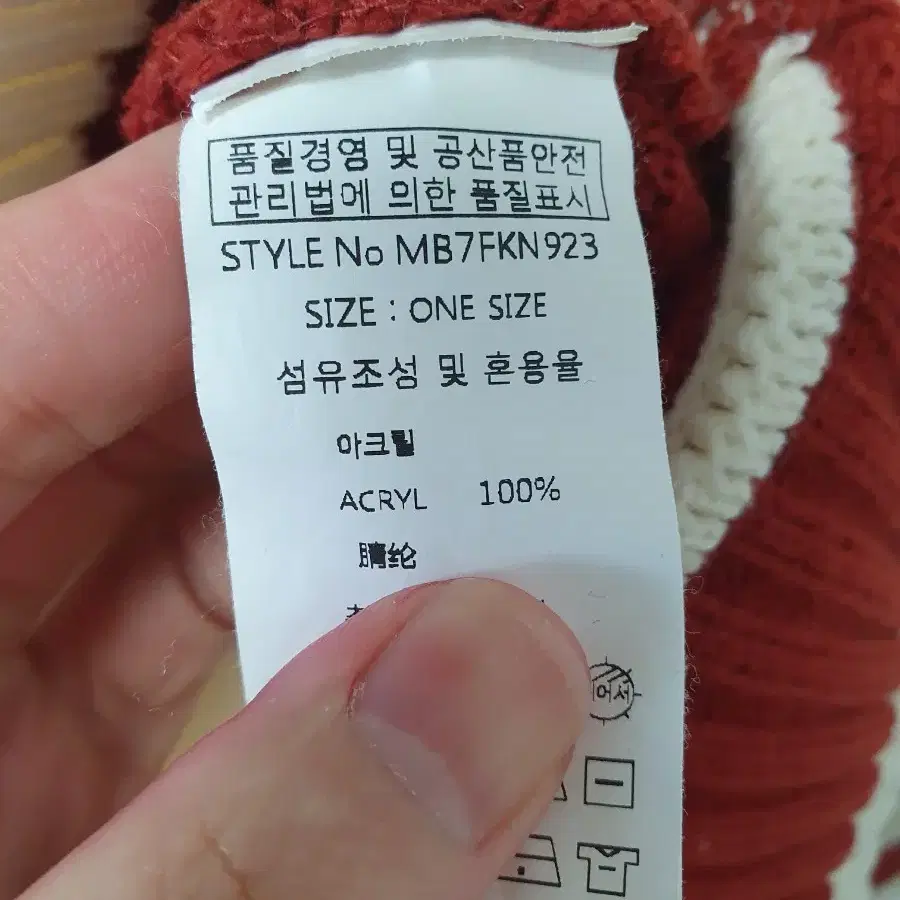 품질경영 및 공산품안전
관리법에 의한 품질표시
STYLE No MB7FKN923
SIZE : ONE SIZE
섬유조성 및 혼용율
아크릴
ACRYL 100%
腈纶